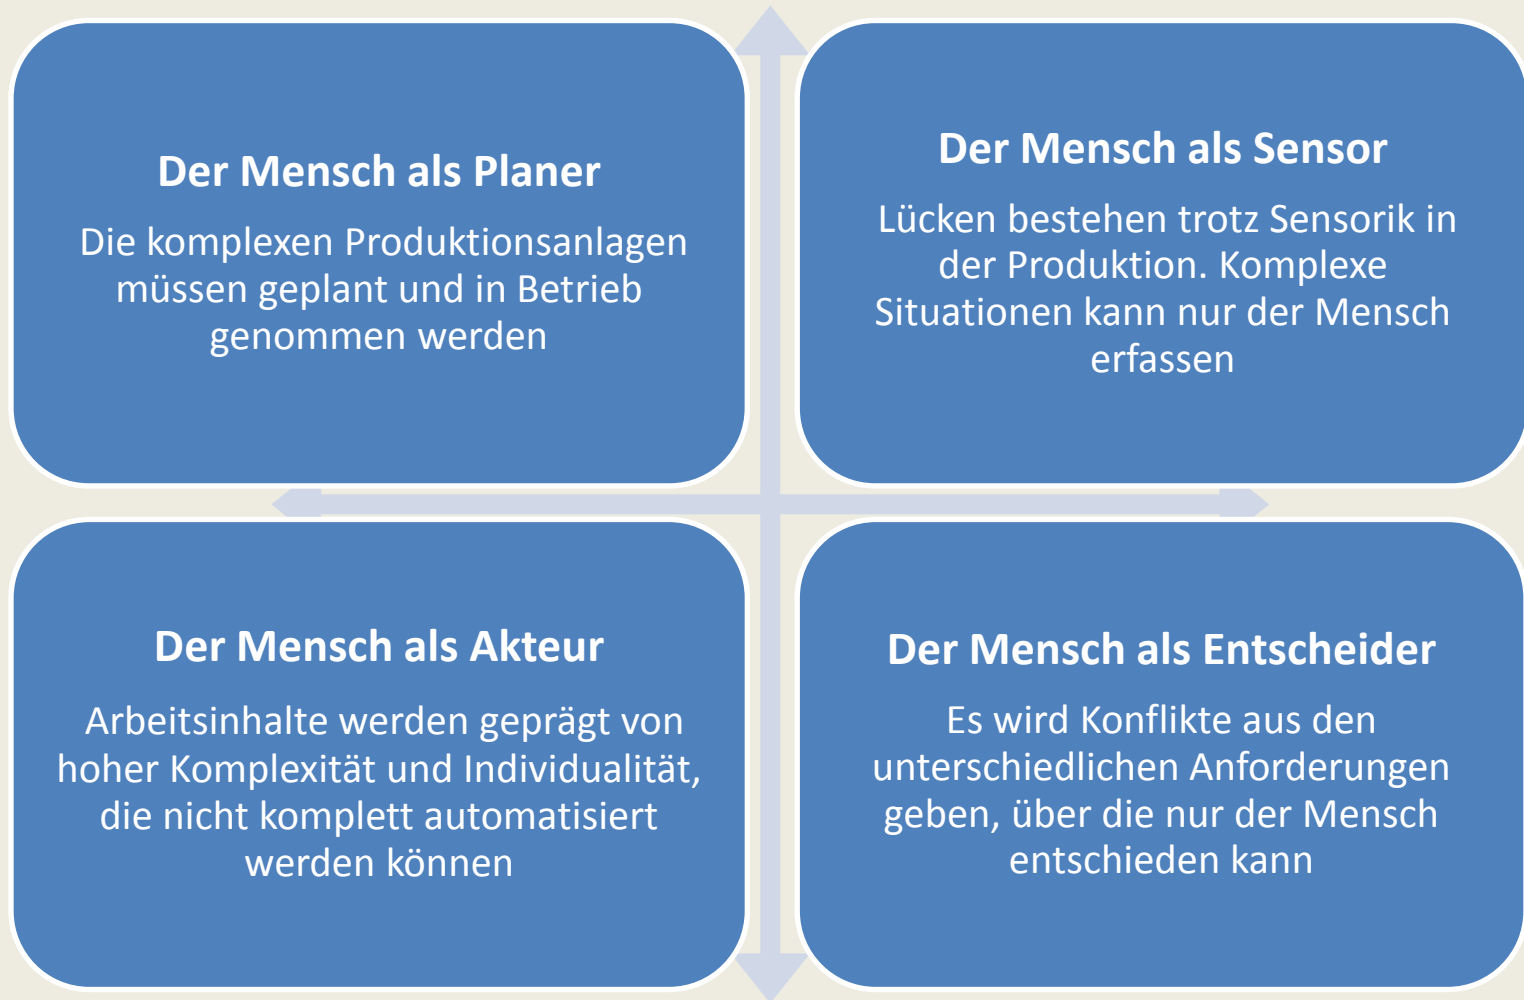 Der Mensch als Planer
Die komplexen Produktionsanlagen
müssen geplant und in Betrieb
genommen werden
Der Mensch als Sensor
Lücken bestehen trotz Sensorik in
der Produktion. Komplexe
Situationen kann nur der Mensch
erfassen
Der Mensch als Akteur
Arbeitsinhalte werden geprägt von
hoher Komplexität und Individualität,
die nicht komplett automatisiert
werden können
Der Mensch als Entscheider
Es wird Konflikte aus den
unterschiedlichen Anforderungen
geben, über die nur der Mensch
entschieden kann